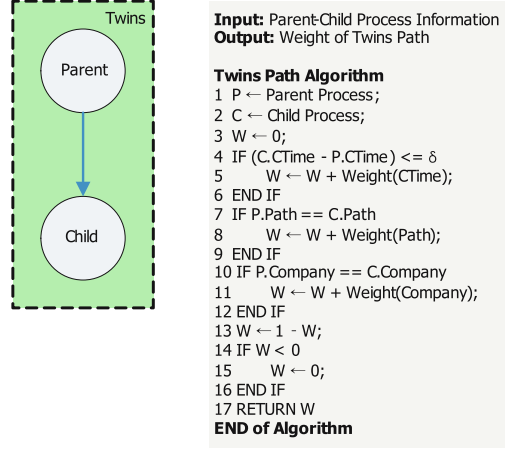 Twins
Parent
Child
Input: Parent-Child Process Information
Output: Weight of Twins Path
Twins Path Algorithm
1 P ← Parent Process;
2 C ← Child Process;
3 W ← 0;
4 IF (C.CTime - P.CTime) <= δ
5 W ← W + Weight(CTime);
6 END IF
7 IF P.Path == C.Path
8 W ← W + Weight(Path);
9 END IF
10 IF P.Company == C.Company
11 W ← W + Weight(Company);
12 END IF
13 W ← 1 - W;
14 IF W < 0
15 W ← 0;
16 END IF
17 RETURN W
END of Algorithm